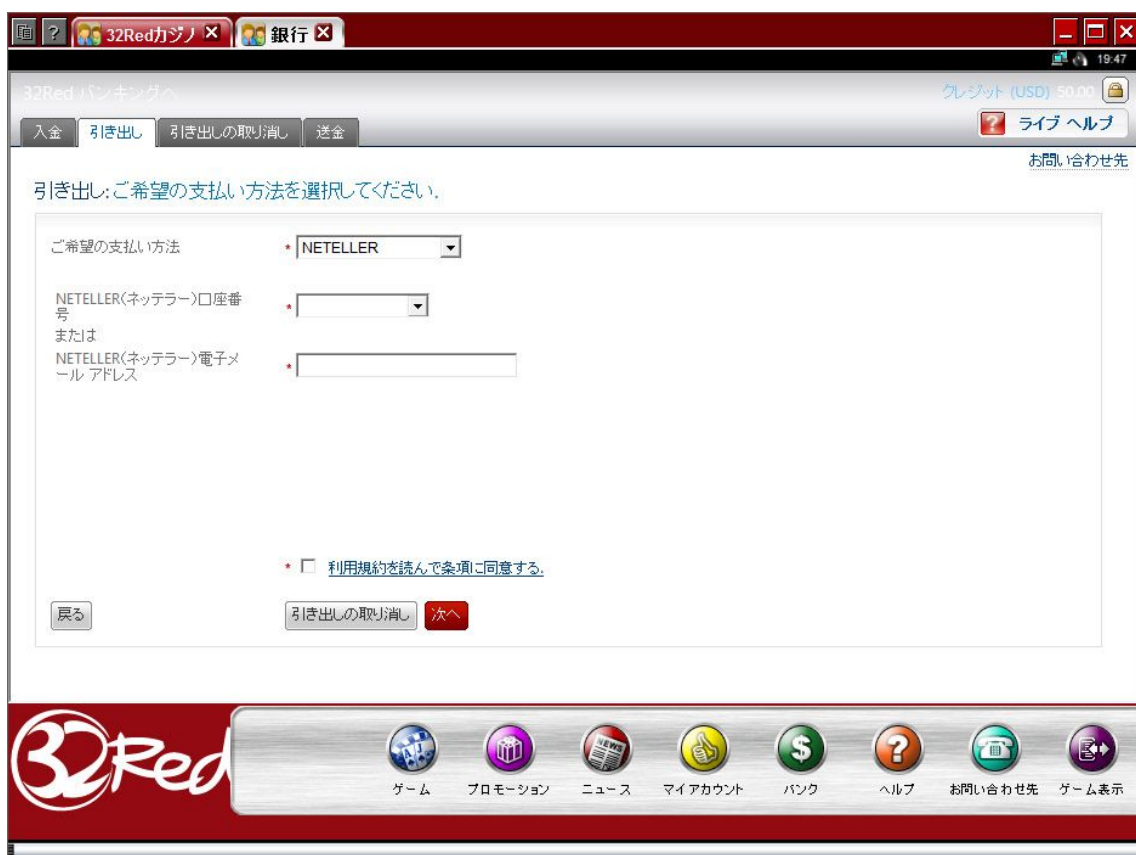 32Redカジノ
銀行
19:47
32Red バンキングへ
クレジット (USD) 50.00
入金
引き出し
引き出しの取り消し
送金
? ライブ ヘルプ
お問い合わせ先
引き出し:ご希望の支払い方法を選択してください.
ご希望の支払い方法
* NETELLER
NETELLER(ネッテラー)口座番
号
*
または
NETELLER(ネッテラー)電子メ
ール アドレス
*
* 利用規約を読んで条項に同意する.
戻る
引き出しの取り消し
次へ
32Red
NEWS
$
?
ゲーム
プロモーション
ニュース
マイアカウント
バンク
ヘルプ
お問い合わせ先
ゲーム表示